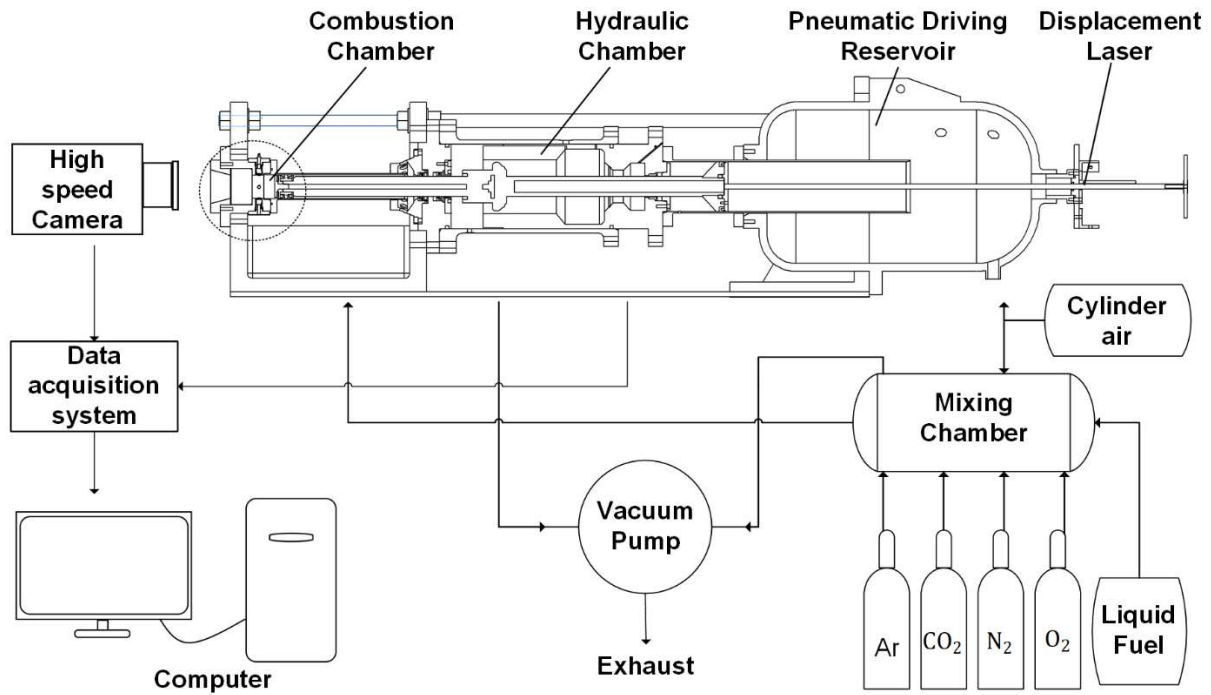 Combustion
Chamber
Hydraulic
Chamber
Pneumatic Driving
Reservoir
Displacement
Laser
High
speed
Camera
Cylinder
air
Data
acquisition
system
Mixing
Chamber
Vacuum
Pump
Ar
CO₂
N₂
O₂
Liquid
Fuel
Exhaust
Computer